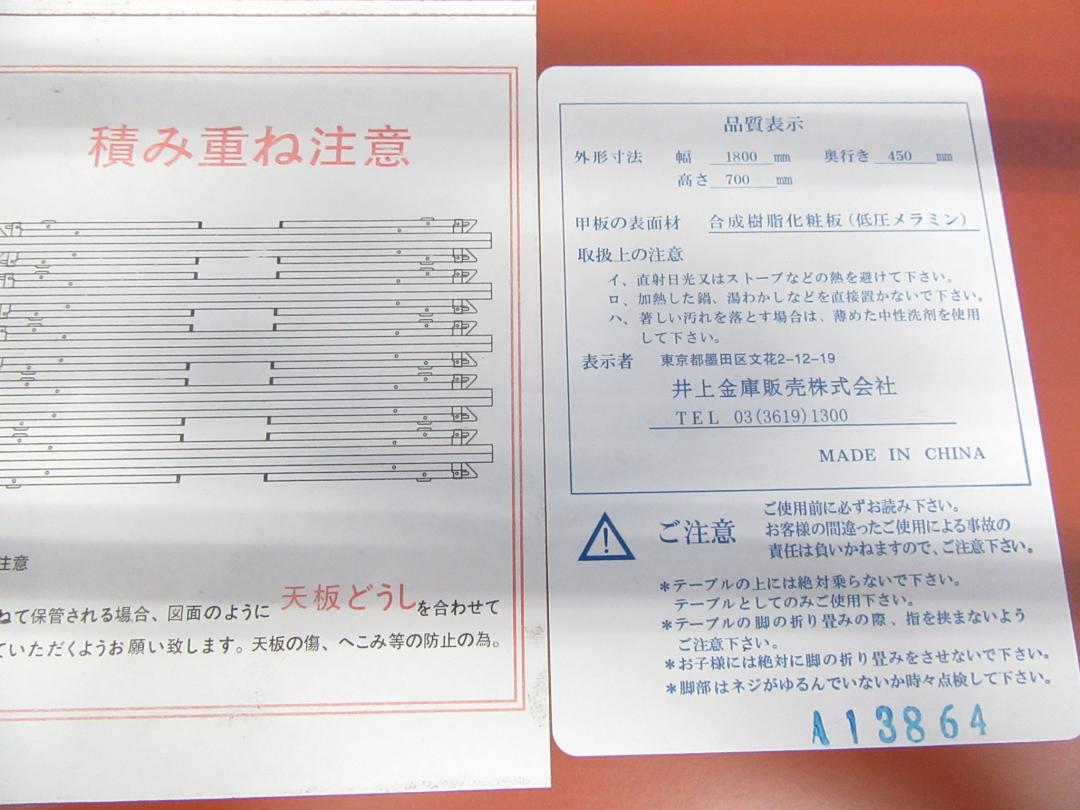 積み重ね注意
注意
ねて保管される場合、図面のように 天板どうしを合わせて
ていただくようお願い致します。天板の傷、へこみ等の防止の為。
品質表示
外形寸法 幅 1800 mm 奥行き 450 mm
高さ 700 mm
甲板の表面材 合成樹脂化粧板(低圧メラミン)
取扱上の注意
イ、直射日光又はストーブなどの熱を避けて下さい。
ロ、加熱した鍋、湯わかしなどを直接置かないで下さい。
ハ、著しい汚れを落とす場合は、薄めた中性洗剤を使用
して下さい。
表示者 東京都墨田区文花2-12-19
井上金庫販売株式会社
TEL 03(3619)1300
MADE IN CHINA
ご注意
ご使用前に必ずお読み下さい。
お客様の間違ったご使用による事故の
責任は負いかねますので、ご注意下さい。
*テーブルの上には絶対乗らないで下さい。
テーブルとしてのみご使用下さい。
*テーブルの脚の折り畳みの際、指を挟まないよう
ご注意下さい。
*お子様には絶対に脚の折り畳みをさせないで下さい。
*脚部はネジがゆるんでいないか時々点検して下さい。
A13864